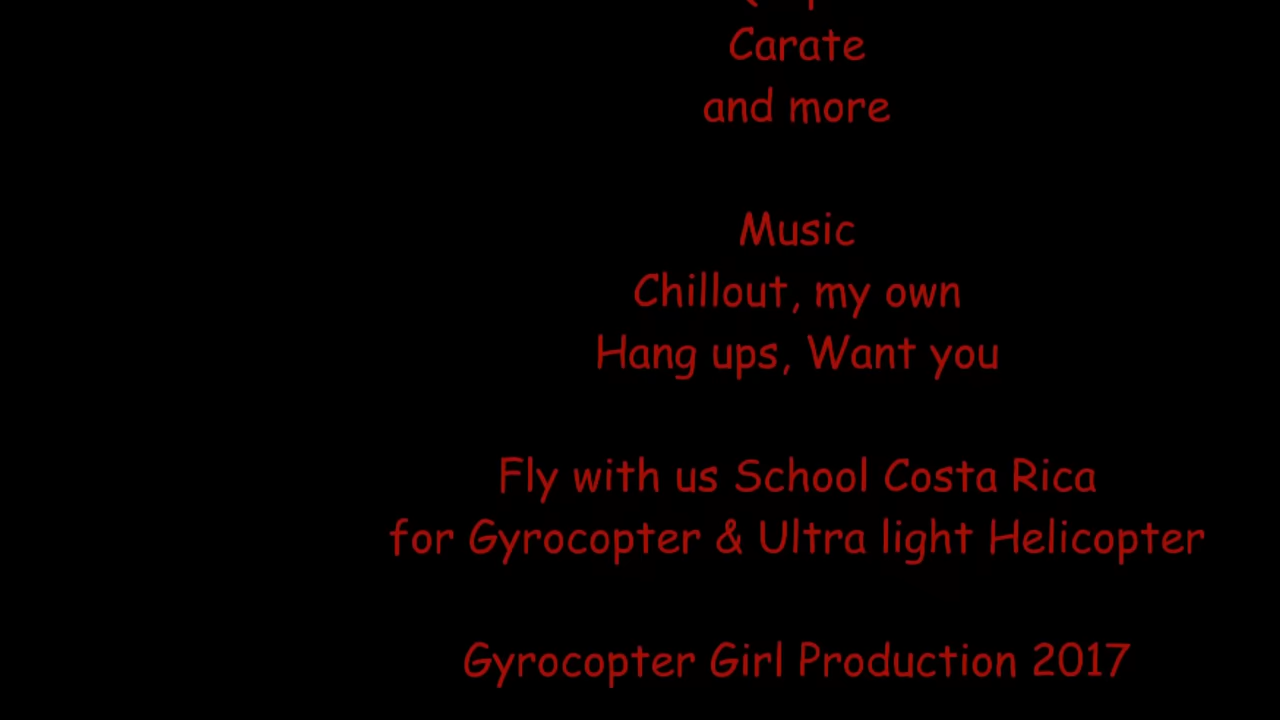 Carate
and more
Music
Chillout, my own
Hang ups, Want you
Fly with us School Costa Rica
for Gyrocopter & Ultra light Helicopter
Gyrocopter Girl Production 2017